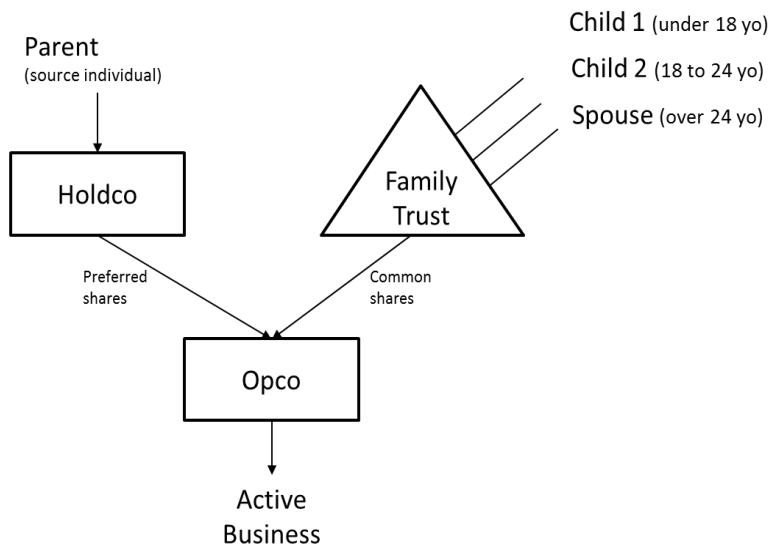 Child 1 (under 18 yo)
Parent
(source individual)
Child 2 (18 to 24 yo)
Spouse (over 24 yo)
Holdco
Family
Trust
Preferred
shares
Common
shares
Opco
Active
Business